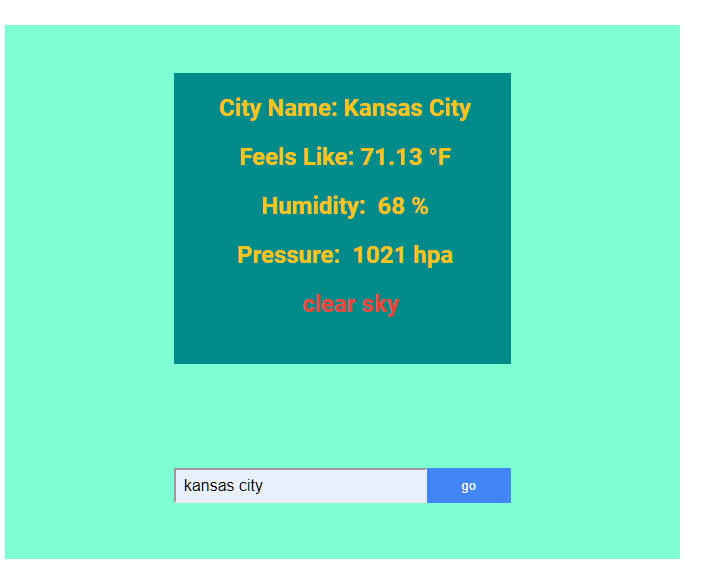 City Name: Kansas City
Feels Like: 71.13 °F
Humidity:  68 %
Pressure:  1021 hpa
clear sky
kansas city
go